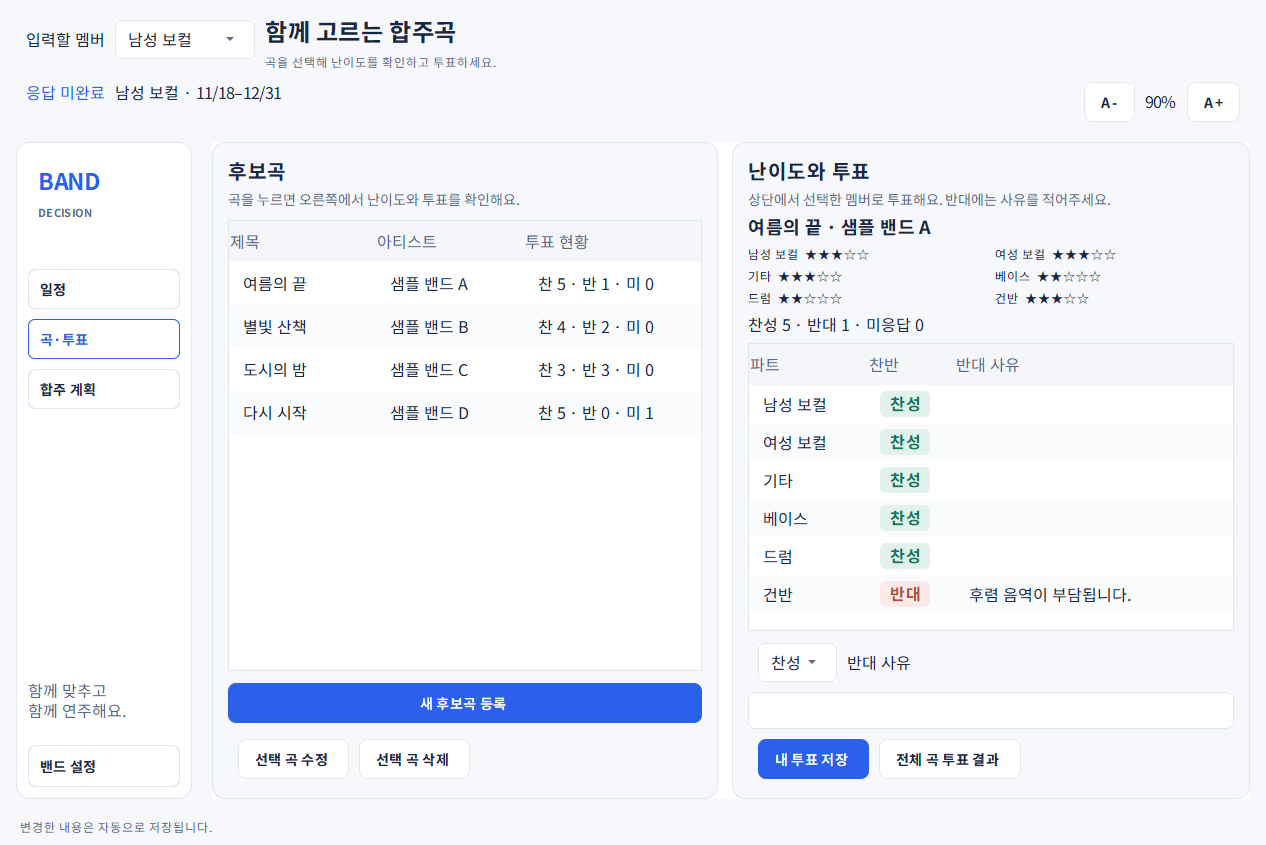 입력할 멤버 남성 보컬
함께 고르는 합주곡
곡을 선택해 난이도를 확인하고 투표하세요.
응답 미완료 남성 보컬 · 11/18–12/31
A- 90% A+
BAND
DECISION
일정
곡·투표
합주 계획
함께 맞추고
함께 연주해요.
밴드 설정
후보곡
곡을 누르면 오른쪽에서 난이도와 투표를 확인해요.
제목 아티스트 투표 현황
여름의 끝 샘플 밴드 A 찬 5 · 반 1 · 미 0
별빛 산책 샘플 밴드 B 찬 4 · 반 2 · 미 0
도시의 밤 샘플 밴드 C 찬 3 · 반 3 · 미 0
다시 시작 샘플 밴드 D 찬 5 · 반 0 · 미 1
새 후보곡 등록
선택 곡 수정 선택 곡 삭제
난이도와 투표
상단에서 선택한 멤버로 투표해요. 반대에는 사유를 적어주세요.
여름의 끝 · 샘플 밴드 A
남성 보컬 ★★★☆☆ 여성 보컬 ★★★☆☆
기타 ★★★☆☆ 베이스 ★★☆☆☆
드럼 ★★☆☆☆ 건반 ★★★☆☆
찬성 5 · 반대 1 · 미응답 0
파트 찬반 반대 사유
남성 보컬 찬성
여성 보컬 찬성
기타 찬성
베이스 찬성
드럼 찬성
건반 반대 후렴 음역이 부담됩니다.
찬성 반대 사유
내 투표 저장 전체 곡 투표 결과
변경한 내용은 자동으로 저장됩니다.